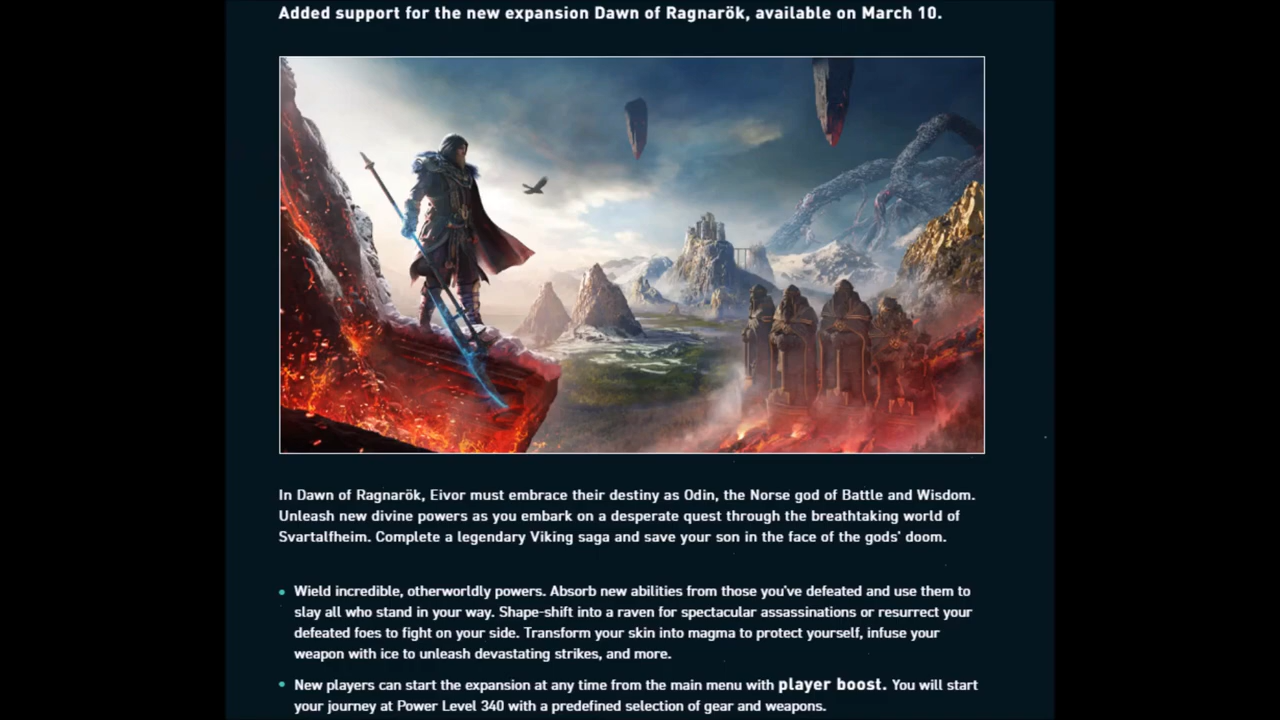 Added support for the new expansion Dawn of Ragnarök, available on March 10.
In Dawn of Ragnarök, Eivor must embrace their destiny as Odin, the Norse god of Battle and Wisdom.
Unleash new divine powers as you embark on a desperate quest through the breathtaking world of
Svartalfheim. Complete a legendary Viking saga and save your son in the face of the gods' doom.
• Wield incredible, otherworldly powers. Absorb new abilities from those you've defeated and use them to
slay all who stand in your way. Shape-shift into a raven for spectacular assassinations or resurrect your
defeated foes to fight on your side. Transform your skin into magma to protect yourself, infuse your
weapon with ice to unleash devastating strikes, and more.
• New players can start the expansion at any time from the main menu with player boost. You will start
your journey at Power Level 340 with a predefined selection of gear and weapons.